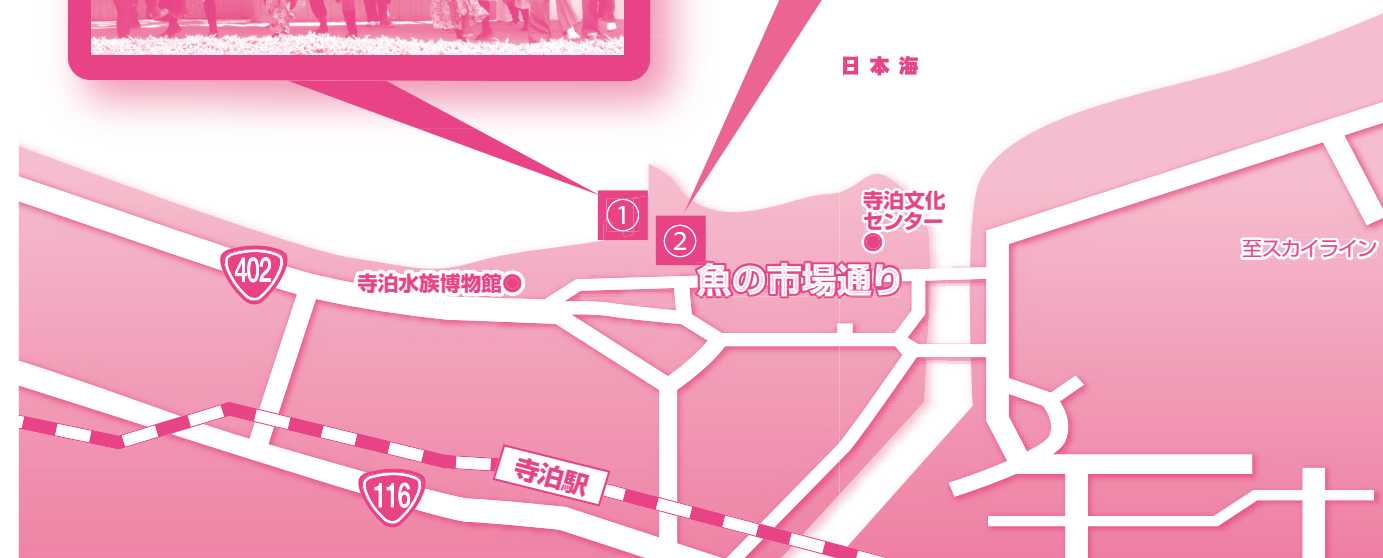 日本海
寺泊文化
センター
①
②
至スカイライン
402
寺泊水族博物館
魚の市場通り
寺泊駅
116